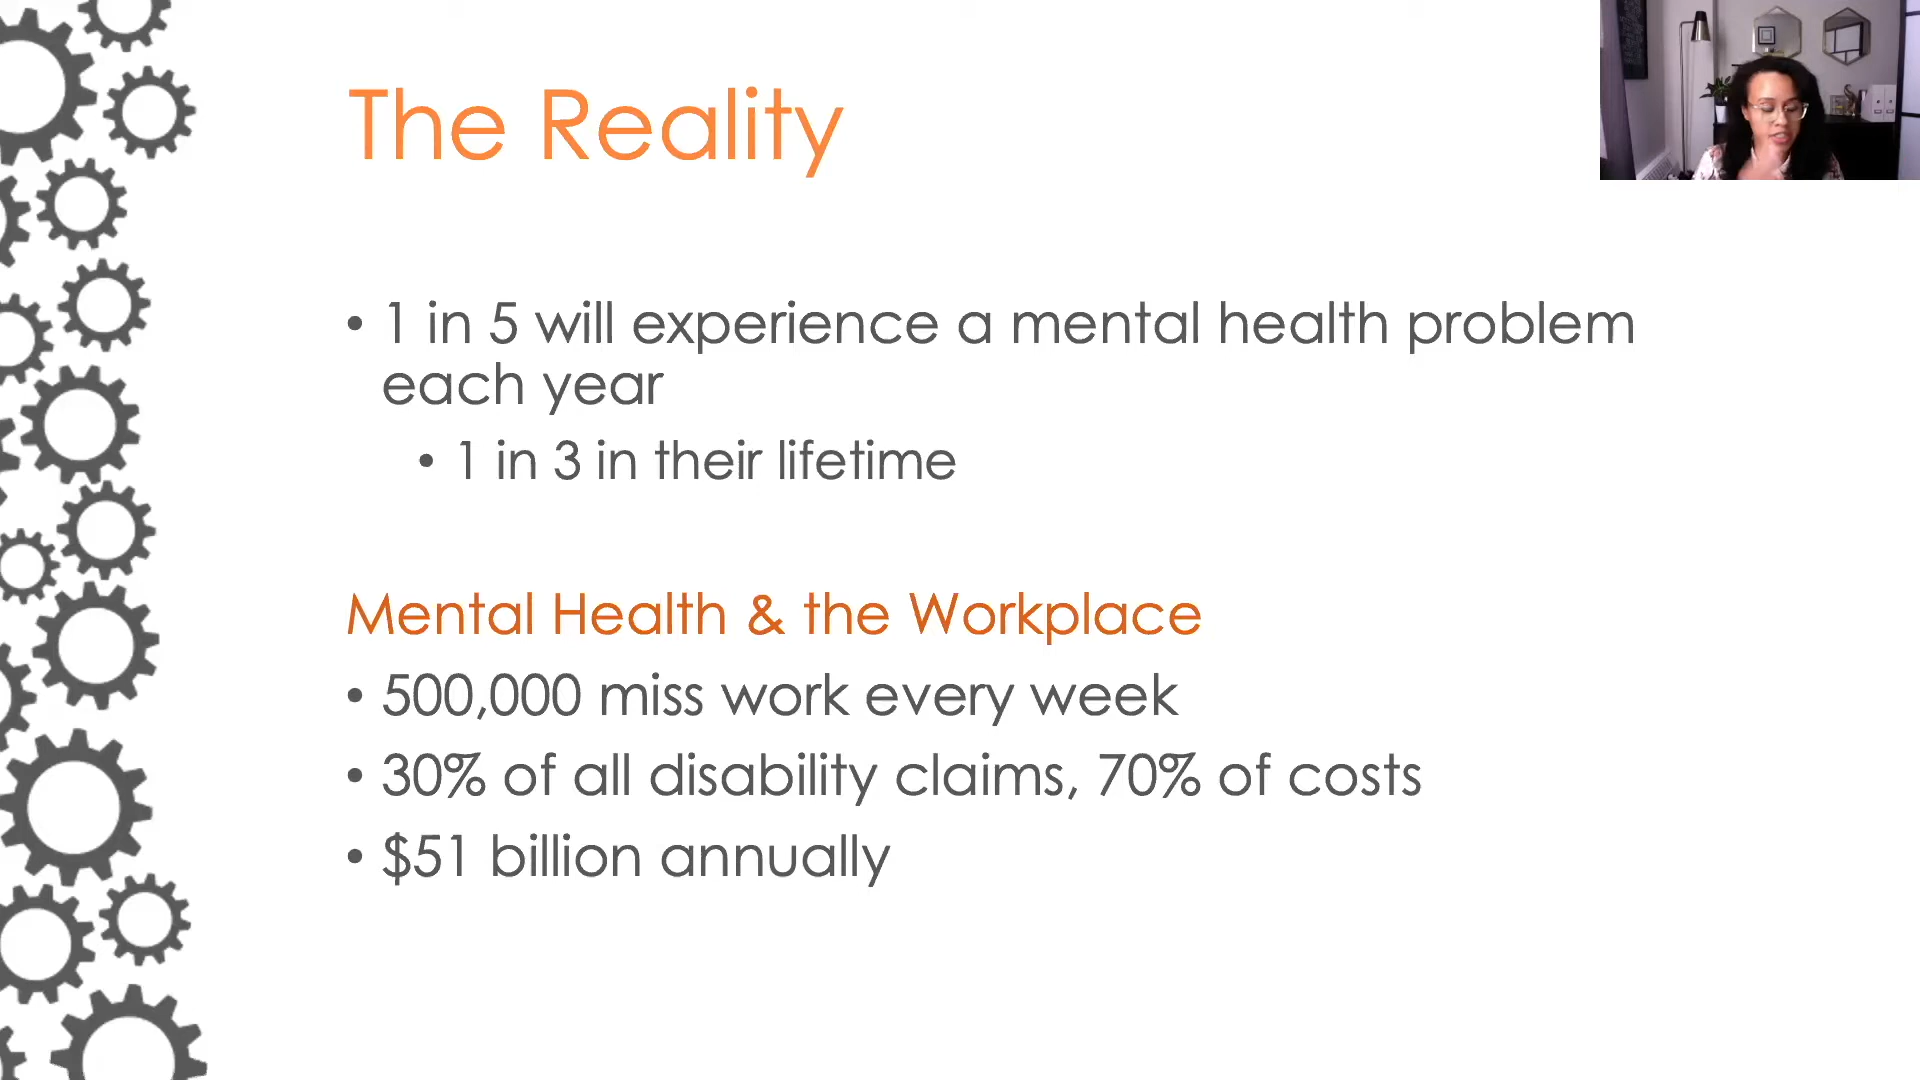 The Reality
• 1 in 5 will experience a mental health problem
each year
• 1 in 3 in their lifetime
Mental Health & the Workplace
• 500,000 miss work every week
• 30% of all disability claims, 70% of costs
• $51 billion annually